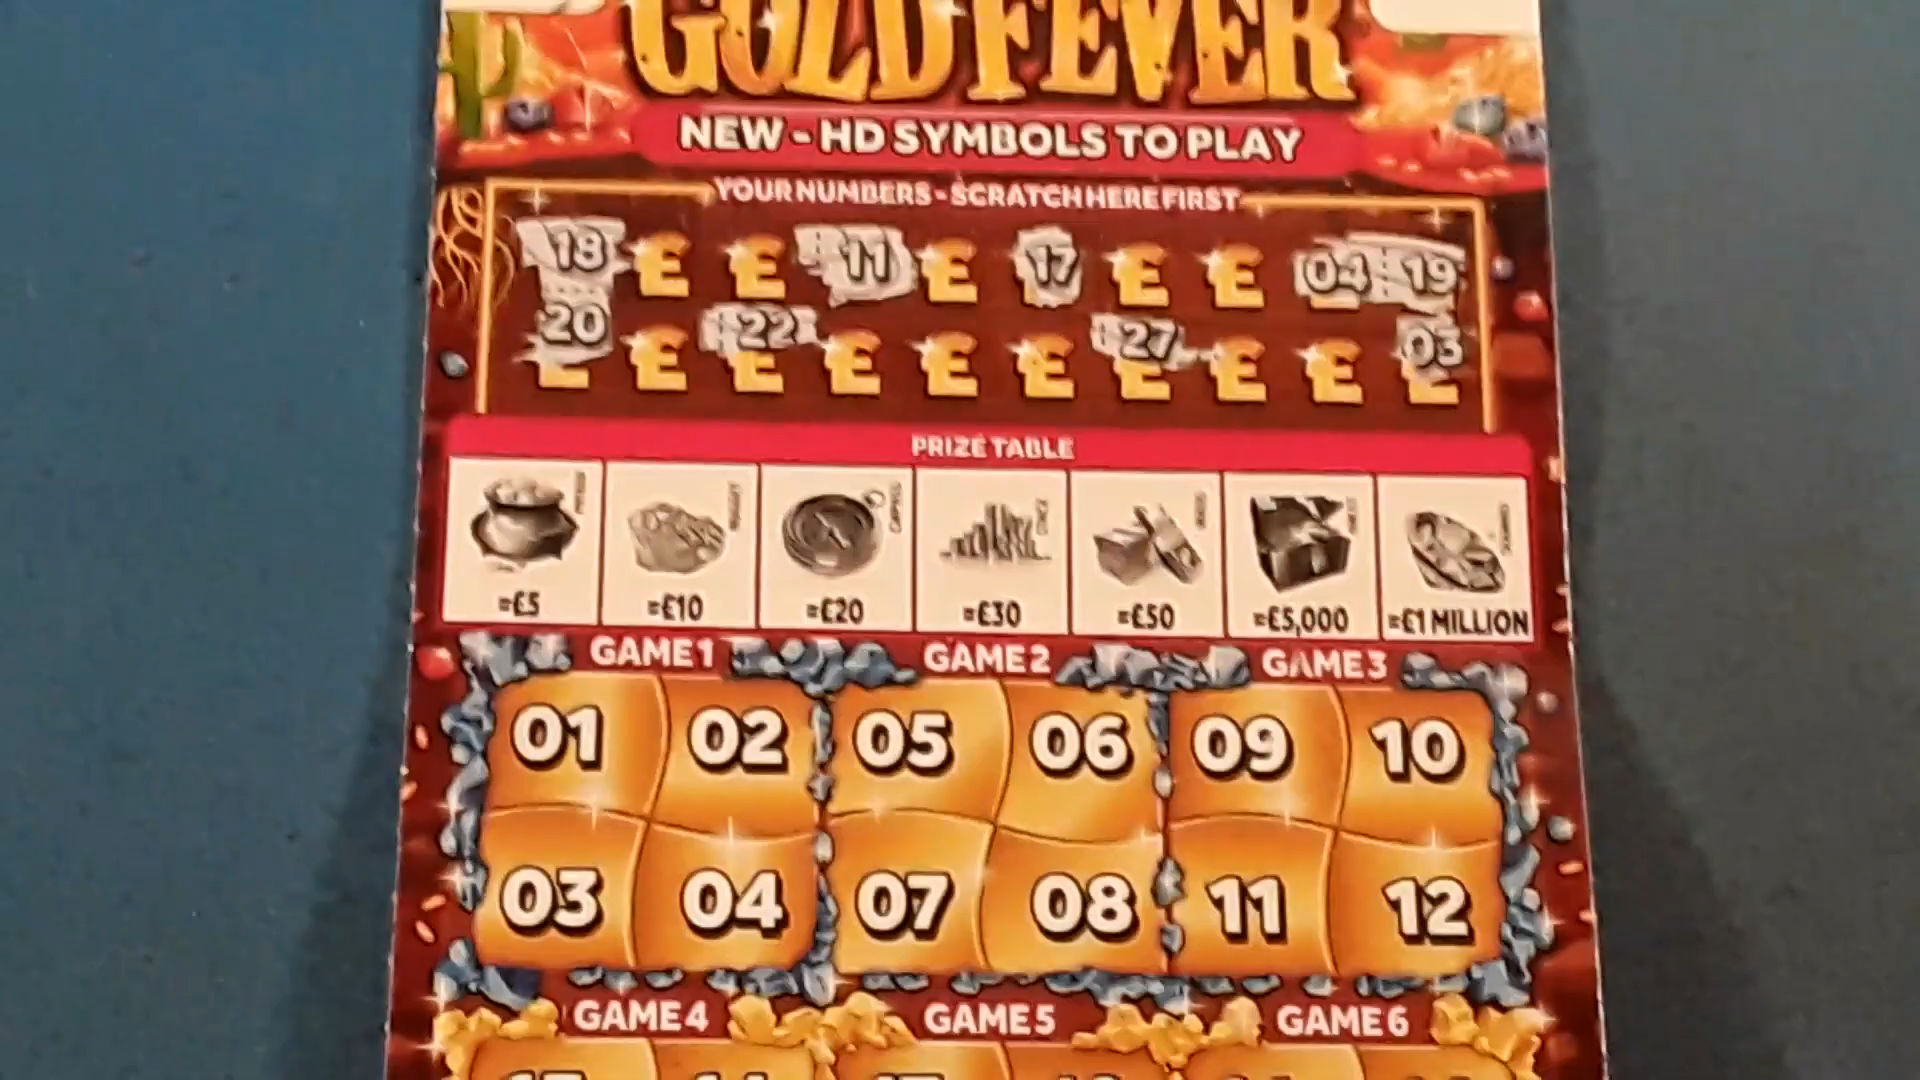 GOLD FEVER
NEW - HD SYMBOLS TO PLAY
YOUR NUMBERS - SCRATCH HERE FIRST
18 £ £ 11 £ 17 £ £ 04 19
20 £ 22 £ £ £ 27 £ £ 03
PRIZE TABLE
=£5 =£10 =£20 =£30 =£50 =£5,000 =£1 MILLION
GAME 1 GAME 2 GAME 3
01 02 05 06 09 10
03 04 07 08 11 12
GAME 4 GAME 5 GAME 6